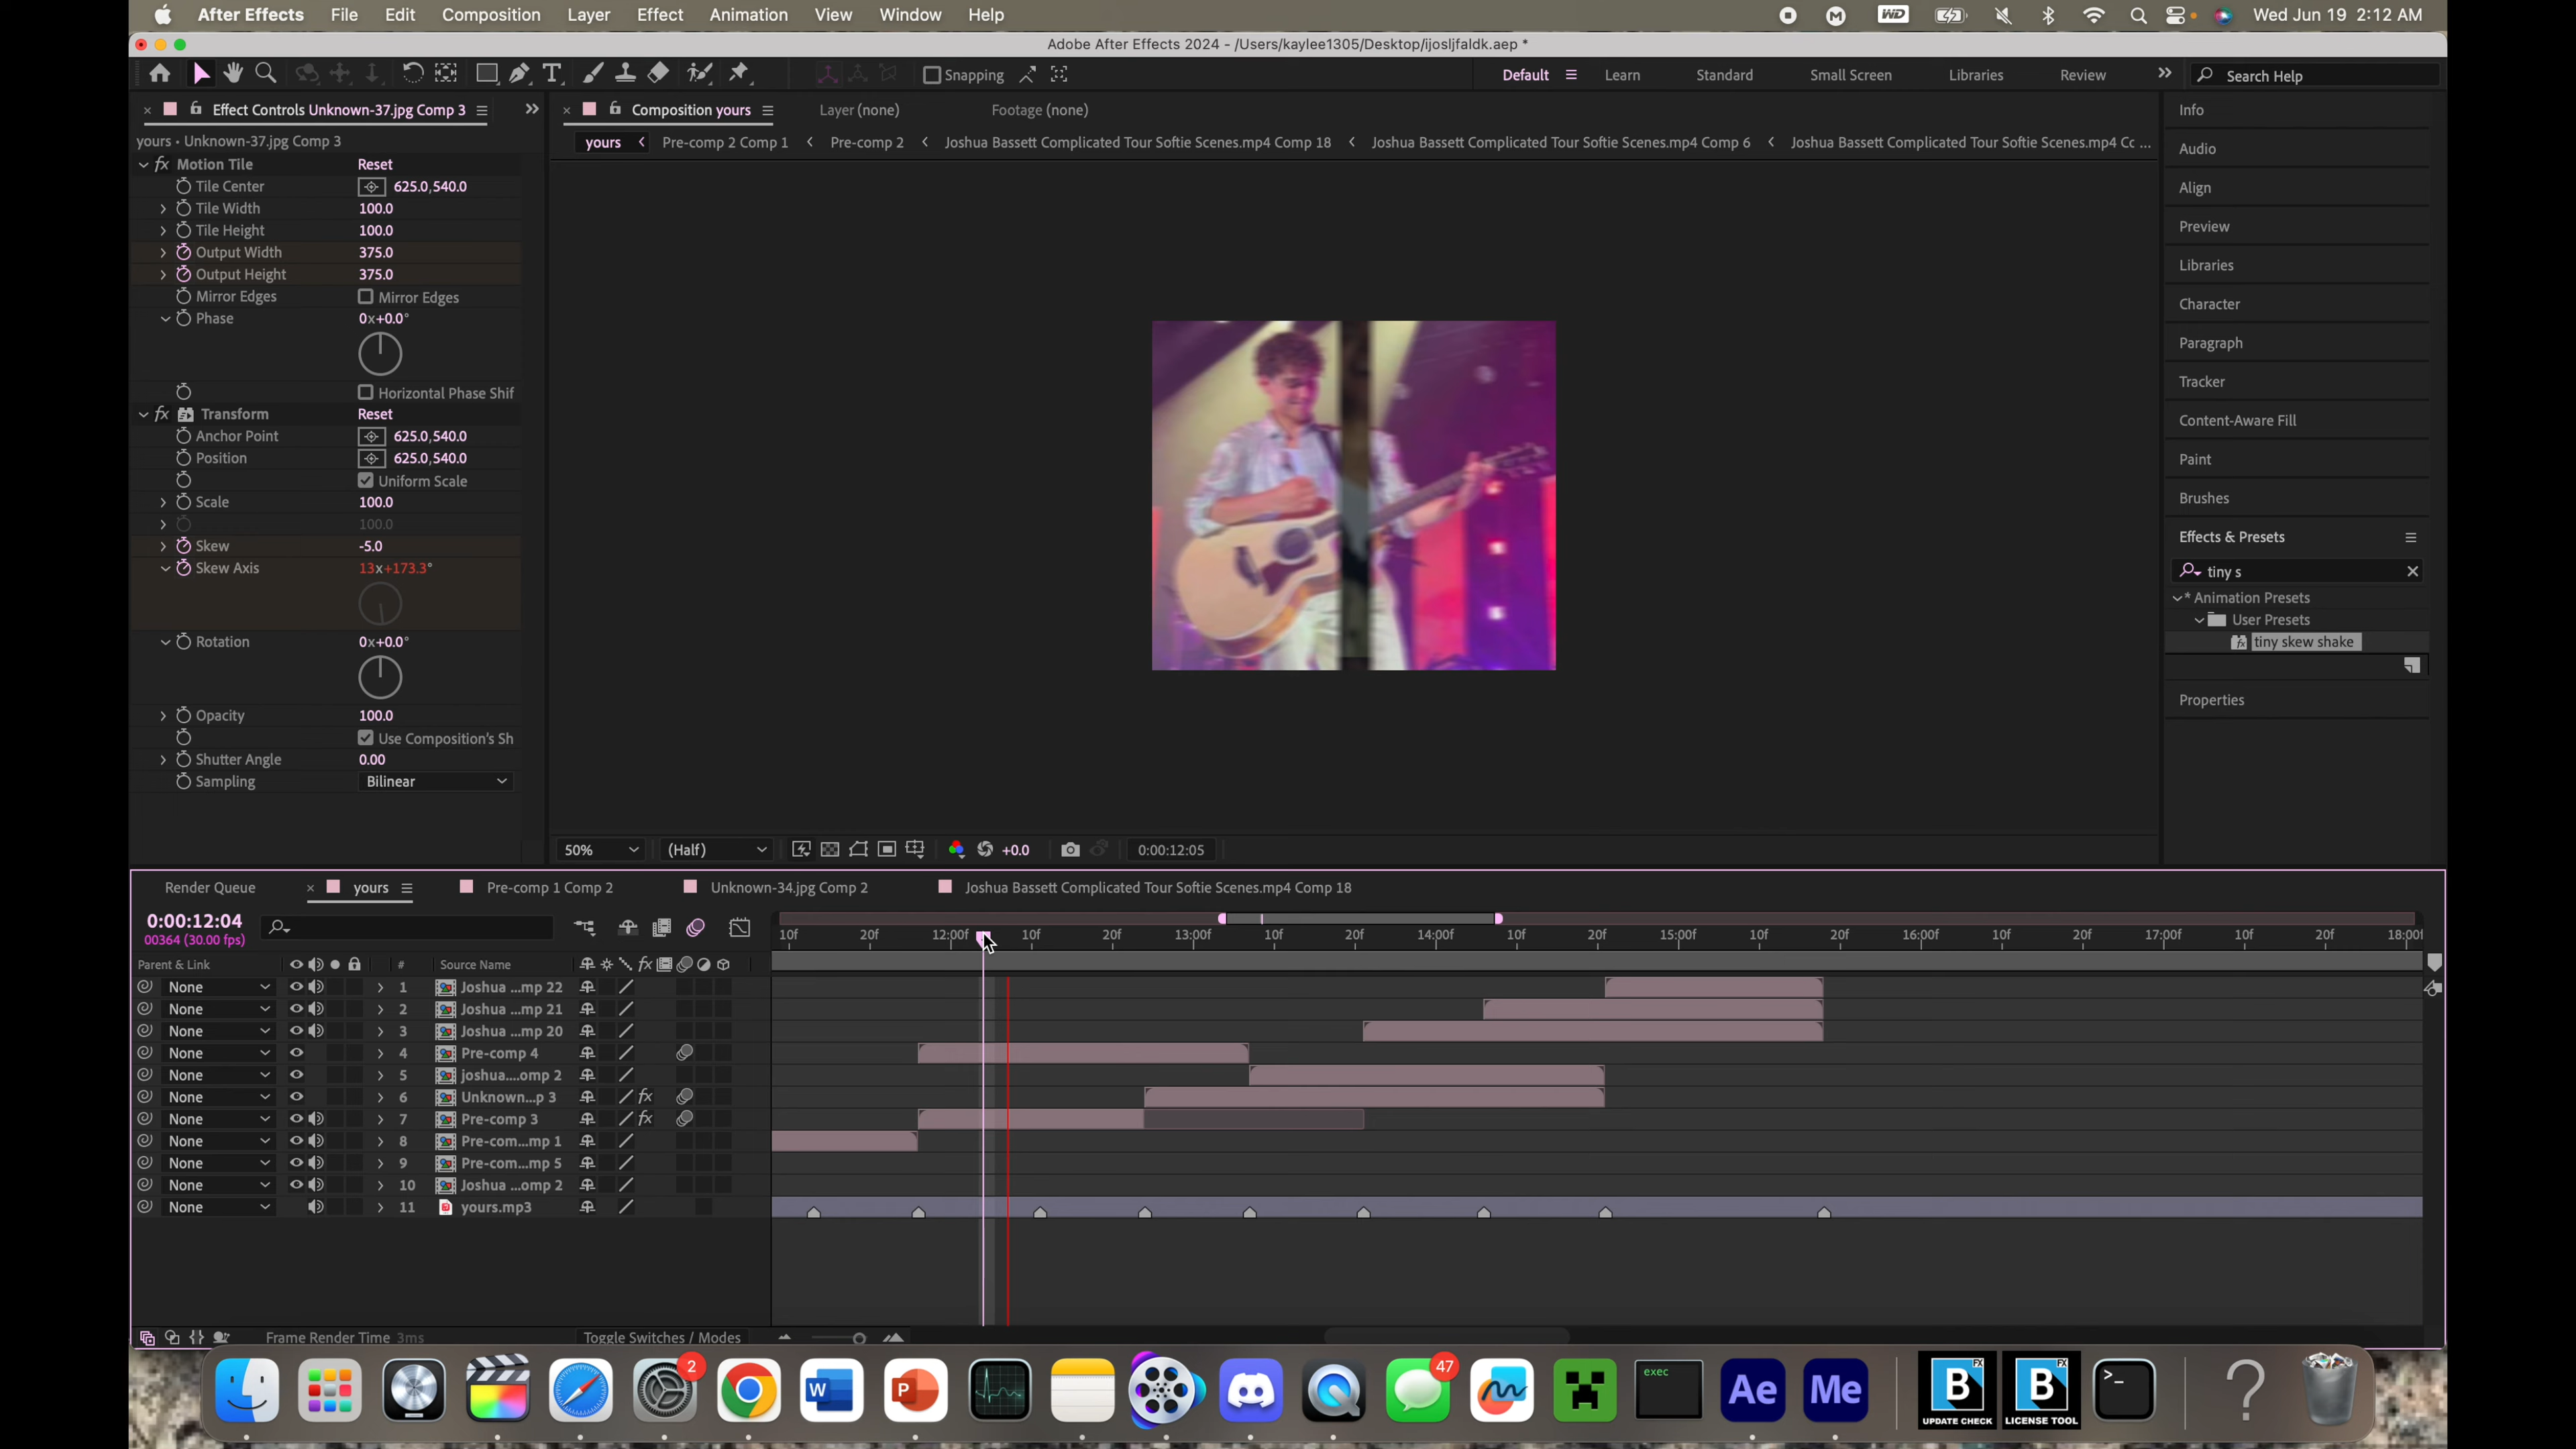 After Effects File Edit Composition Layer Effect Animation View Window Help
WD Wed Jun 19 2:12 AM
Adobe After Effects 2024 - /Users/kaylee1305/Desktop/ijosljfaldk.aep *
Snapping Default Learn Standard Small Screen Libraries Review Search Help
Effect Controls Unknown-37.jpg Comp 3
Composition yours Layer (none) Footage (none)
yours • Unknown-37.jpg Comp 3
yours Pre-comp 2 Comp 1 Pre-comp 2 Joshua Bassett Complicated Tour Softie Scenes.mp4 Comp 18 Joshua Bassett Complicated Tour Softie Scenes.mp4 Comp 6 Joshua Bassett Complicated Tour Softie Scenes.mp4 Cc ...
fx Motion Tile Reset
Tile Center 625.0,540.0
Tile Width 100.0
Tile Height 100.0
Output Width 375.0
Output Height 375.0
Mirror Edges Mirror Edges
Phase 0x+0.0°
Horizontal Phase Shif
fx Transform Reset
Anchor Point 625.0,540.0
Position 625.0,540.0
Uniform Scale
Scale 100.0
100.0
Skew -5.0
Skew Axis 13x+173.3°
Rotation 0x+0.0°
Opacity 100.0
Use Composition's Sh
Shutter Angle 0.00
Sampling Bilinear
Info
Audio
Align
Preview
Libraries
Character
Paragraph
Tracker
Content-Aware Fill
Paint
Brushes
Effects & Presets
tiny s
* Animation Presets
User Presets
tiny skew shake
Properties
50% (Half) +0.0 0:00:12:05
Render Queue yours Pre-comp 1 Comp 2 Unknown-34.jpg Comp 2 Joshua Bassett Complicated Tour Softie Scenes.mp4 Comp 18
0:00:12:04
00364 (30.00 fps)
10f 20f 12:00f 10f 20f 13:00f 10f 20f 14:00f 10f 20f 15:00f 10f 20f 16:00f 10f 20f 17:00f 10f 20f 18:00f
Parent & Link # Source Name fx
None 1 Joshua ...mp 22
None 2 Joshua ...mp 21
None 3 Joshua ...mp 20
None 4 Pre-comp 4
None 5 joshua....omp 2
None 6 Unknown...p 3 fx
None 7 Pre-comp 3 fx
None 8 Pre-com...mp 1
None 9 Pre-com...mp 5
None 10 Joshua ...omp 2
None 11 yours.mp3
Frame Render Time 3ms Toggle Switches / Modes
2 W P 47 exec Ae Me B FX UPDATE CHECK B FX LICENSE TOOL >_ ?